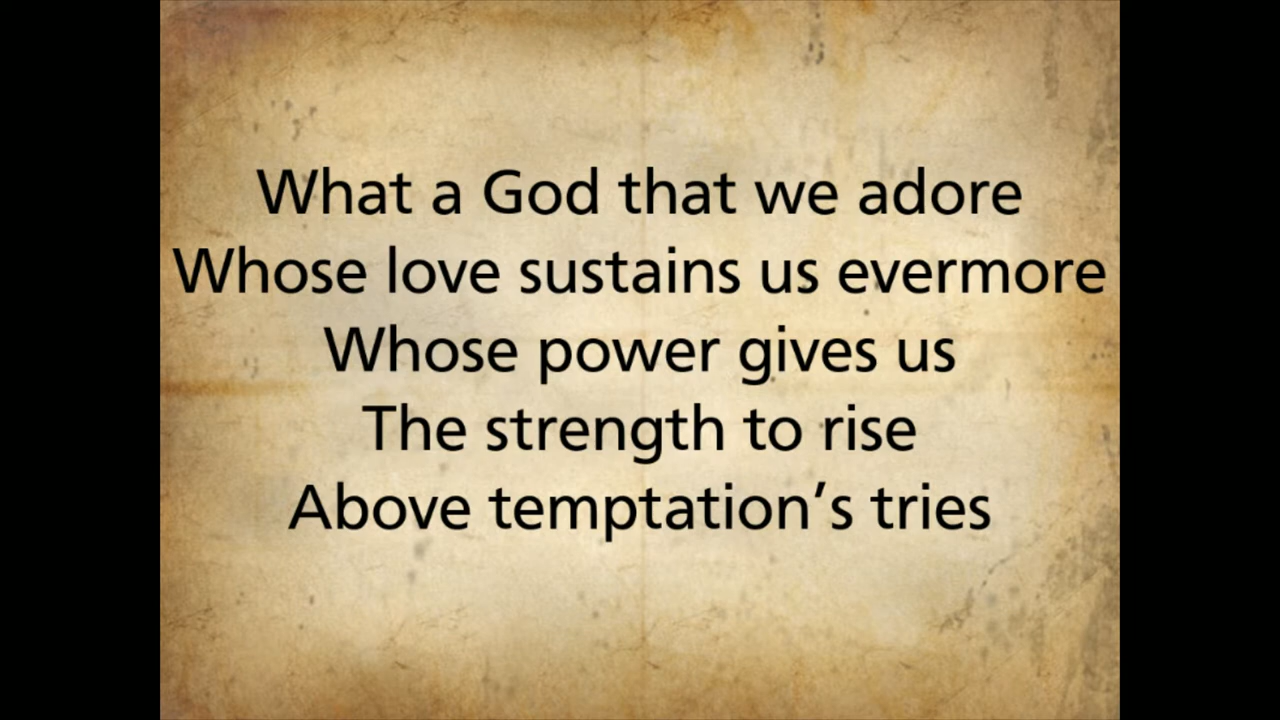 What a God that we adore
Whose love sustains us evermore
Whose power gives us
The strength to rise
Above temptation’s tries